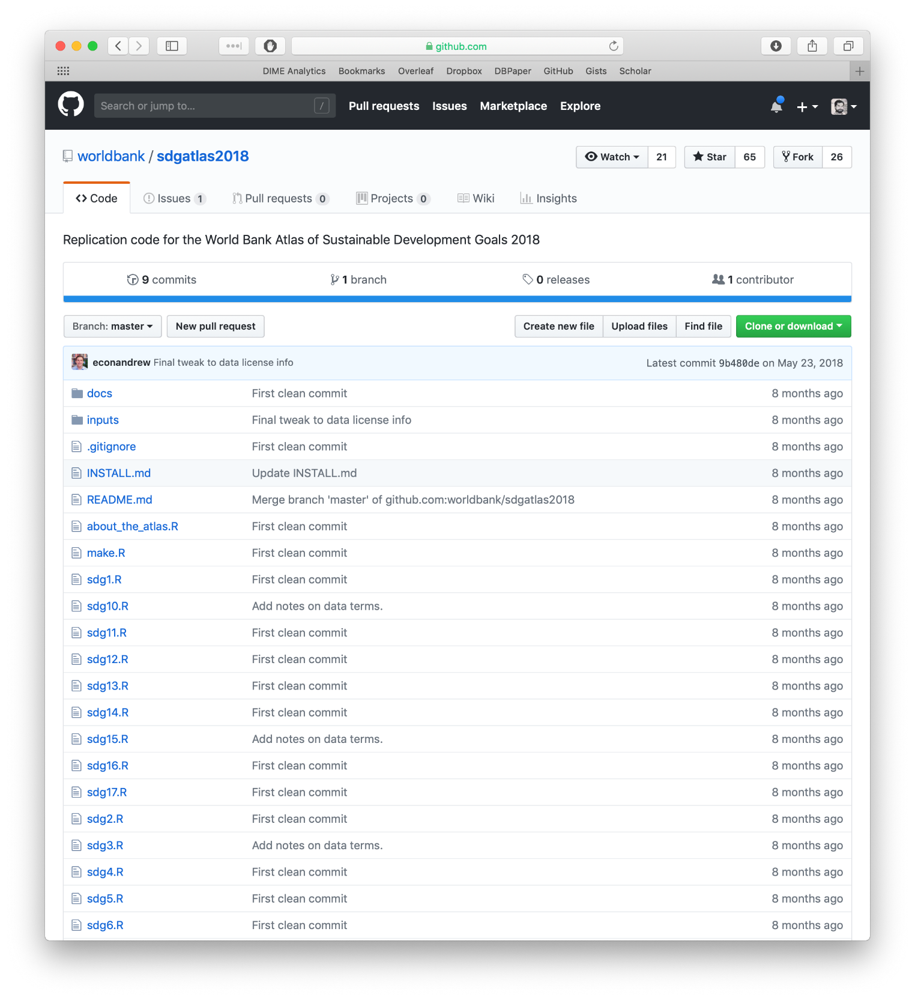 github.com
DIME Analytics Bookmarks Overleaf Dropbox DBPaper GitHub Gists Scholar
Search or jump to... / Pull requests Issues Marketplace Explore
worldbank / sdgatlas2018 Watch 21 Star 65 Fork 26
Code Issues 1 Pull requests 0 Projects 0 Wiki Insights
Replication code for the World Bank Atlas of Sustainable Development Goals 2018
9 commits 1 branch 0 releases 1 contributor
Branch: master New pull request Create new file Upload files Find file Clone or download
econandrew Final tweak to data license info Latest commit 9b480de on May 23, 2018
docs First clean commit 8 months ago
inputs Final tweak to data license info 8 months ago
.gitignore First clean commit 8 months ago
INSTALL.md Update INSTALL.md 8 months ago
README.md Merge branch 'master' of github.com:worldbank/sdgatlas2018 8 months ago
about_the_atlas.R First clean commit 8 months ago
make.R First clean commit 8 months ago
sdg1.R First clean commit 8 months ago
sdg10.R Add notes on data terms. 8 months ago
sdg11.R First clean commit 8 months ago
sdg12.R First clean commit 8 months ago
sdg13.R First clean commit 8 months ago
sdg14.R First clean commit 8 months ago
sdg15.R Add notes on data terms. 8 months ago
sdg16.R First clean commit 8 months ago
sdg17.R First clean commit 8 months ago
sdg2.R First clean commit 8 months ago
sdg3.R Add notes on data terms. 8 months ago
sdg4.R First clean commit 8 months ago
sdg5.R First clean commit 8 months ago
sdg6.R First clean commit 8 months ago